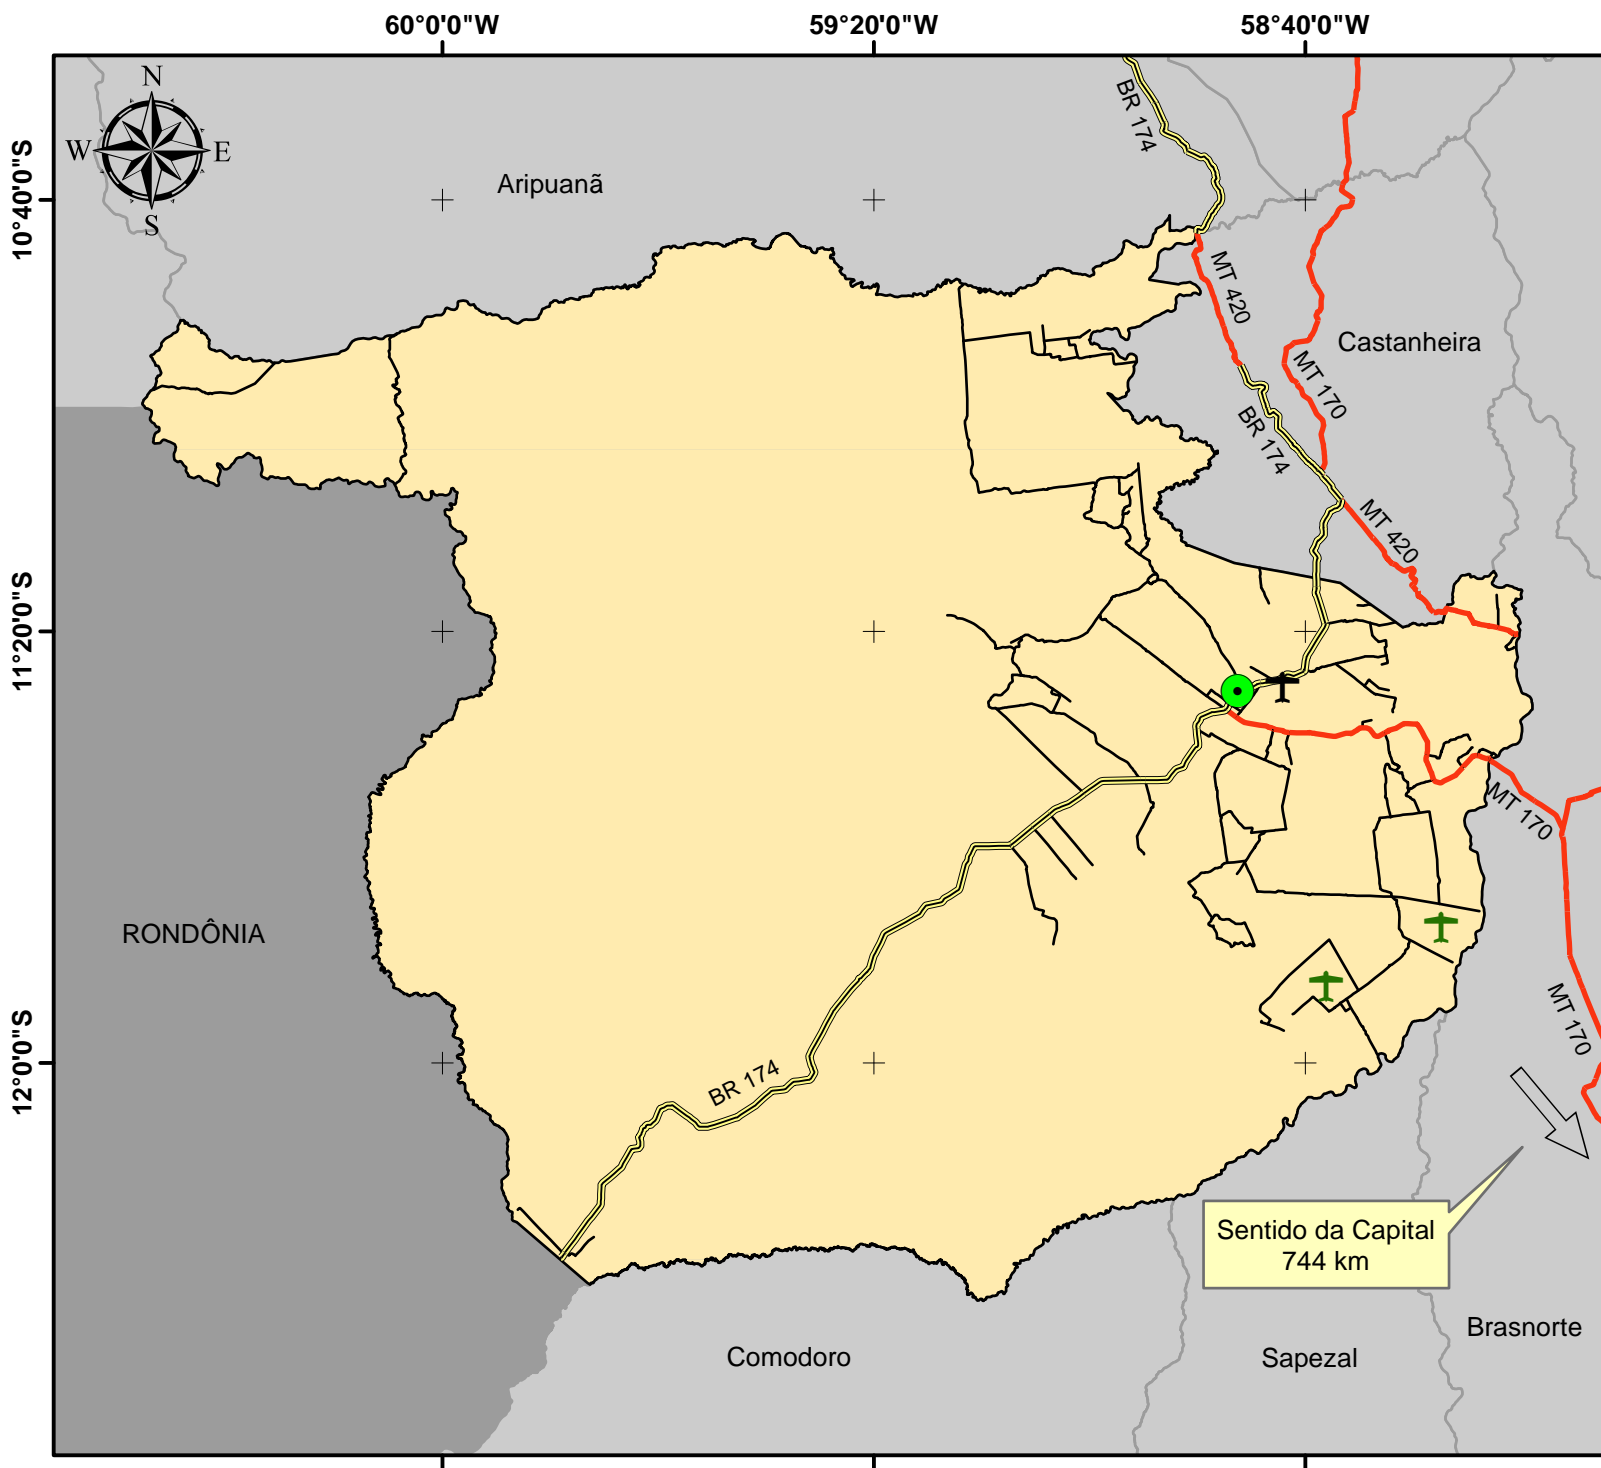 60°0'0"W
59°20'0"W
58°40'0"W
N
W
E
S
10°40'0"S
11°20'0"S
12°0'0"S
Aripuanã
BR 174
MT 420
Castanheira
MT 170
BR 174
MT 420
MT 170
RONDÔNIA
MT 170
BR 174
Sentido da Capital
744 km
Brasnorte
Comodoro
Sapezal